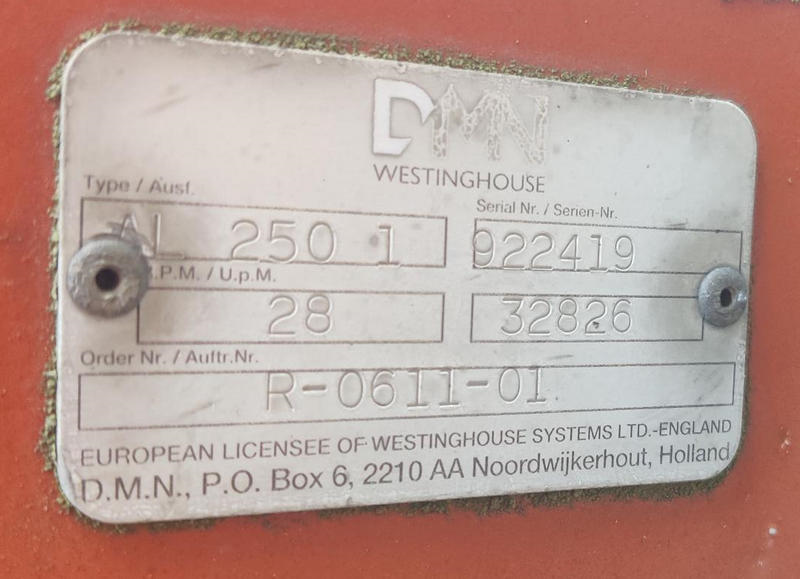 DMN
WESTINGHOUSE
Type / Ausf.
Serial Nr. / Serien-Nr.
AL 250 1
922419
R.P.M. / U.p.M.
28
32826
Order Nr. / Auftr.Nr.
R-0611-01
EUROPEAN LICENSEE OF WESTINGHOUSE SYSTEMS LTD.-ENGLAND
D.M.N., P.O. Box 6, 2210 AA Noordwijkerhout, Holland